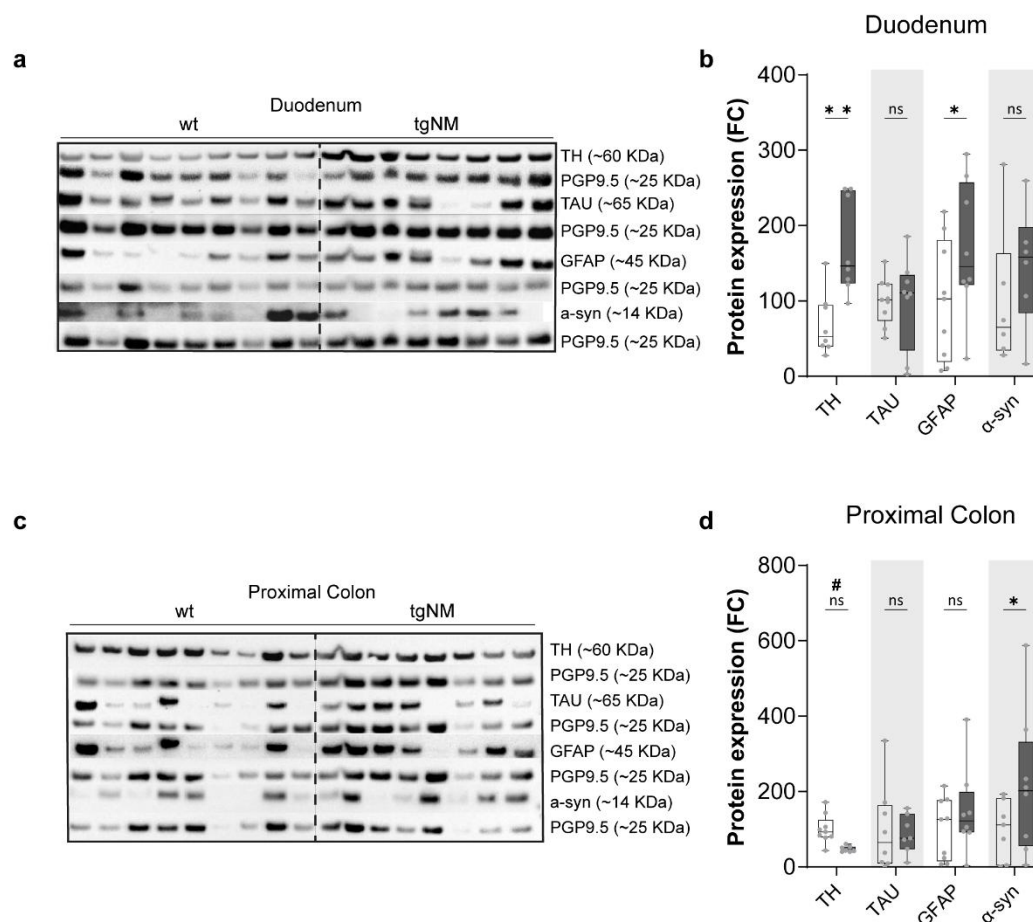 a
Duodenum
wt
tgNM
TH (~60 KDa)
PGP9.5 (~25 KDa)
TAU (~65 KDa)
PGP9.5 (~25 KDa)
GFAP (~45 KDa)
PGP9.5 (~25 KDa)
a-syn (~14 KDa)
PGP9.5 (~25 KDa)
b
Duodenum
Protein expression (FC)
400
300
200
100
0
* *
ns
*
ns
TH
TAU
GFAP
α-syn
c
Proximal Colon
wt
tgNM
TH (~60 KDa)
PGP9.5 (~25 KDa)
TAU (~65 KDa)
PGP9.5 (~25 KDa)
GFAP (~45 KDa)
PGP9.5 (~25 KDa)
a-syn (~14 KDa)
PGP9.5 (~25 KDa)
d
Proximal Colon
Protein expression (FC)
800
600
400
200
0
#
ns
ns
ns
*
TH
TAU
GFAP
α-syn